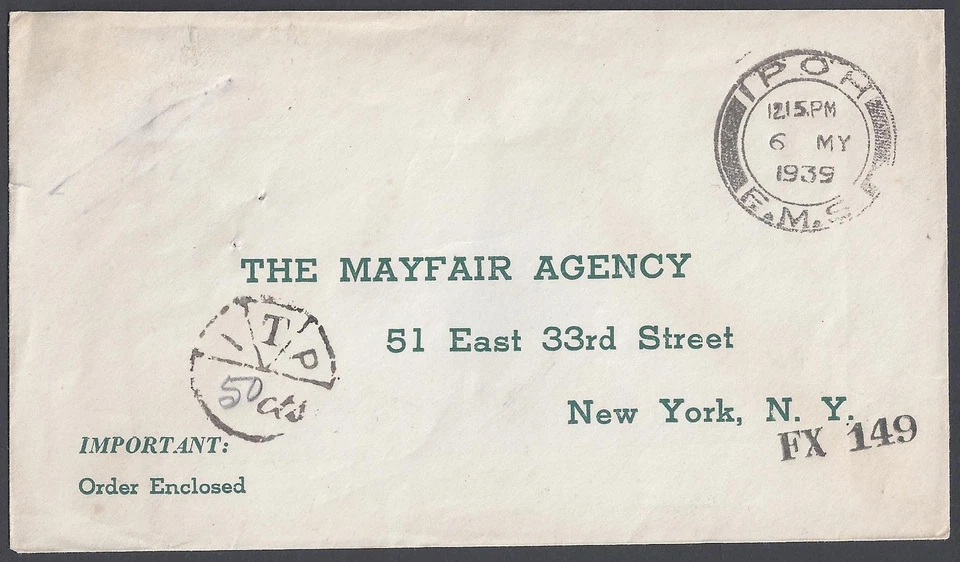 IPOH
12.15.PM
6 MY
1939
F.M.S.
THE MAYFAIR AGENCY
51 East 33rd Street
New York, N. Y.
I T P
50 cts
FX 149
IMPORTANT:
Order Enclosed